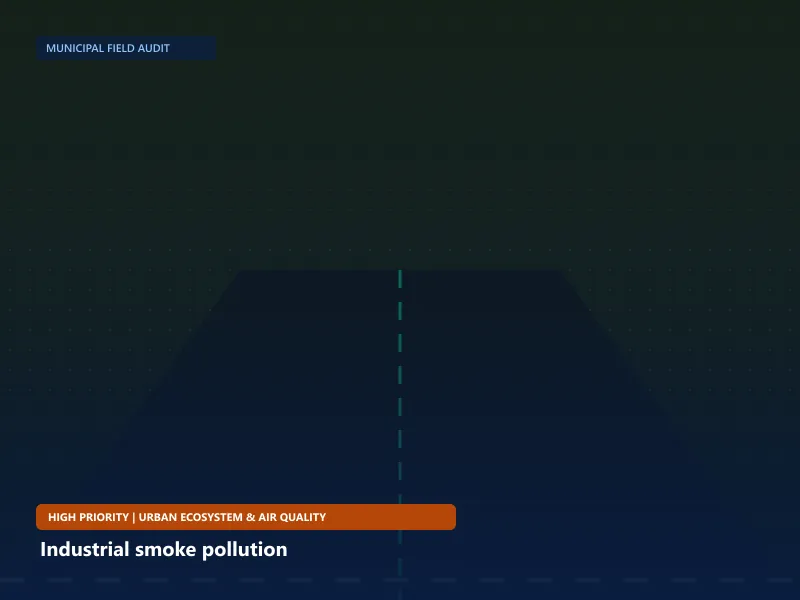 MUNICIPAL FIELD AUDIT
HIGH PRIORITY | URBAN ECOSYSTEM & AIR QUALITY
Industrial smoke pollution